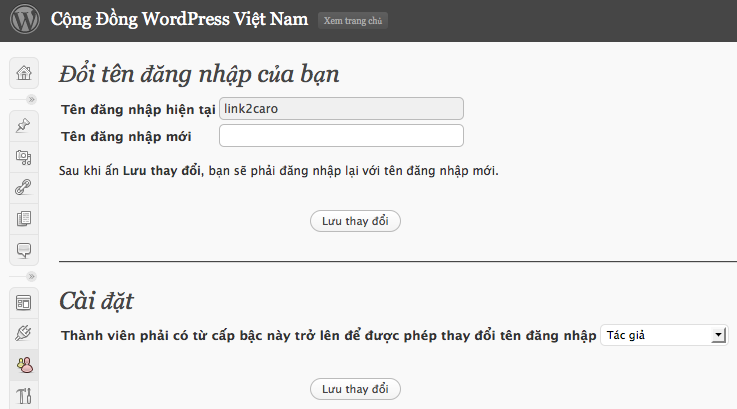 Cộng Đồng WordPress Việt Nam Xem trang chủ
Đổi tên đăng nhập của bạn
Tên đăng nhập hiện tại link2caro
Tên đăng nhập mới
Sau khi ấn Lưu thay đổi, bạn sẽ phải đăng nhập lại với tên đăng nhập mới.
Lưu thay đổi
Cài đặt
Thành viên phải có từ cấp bậc này trở lên để được phép thay đổi tên đăng nhập Tác giả
Lưu thay đổi